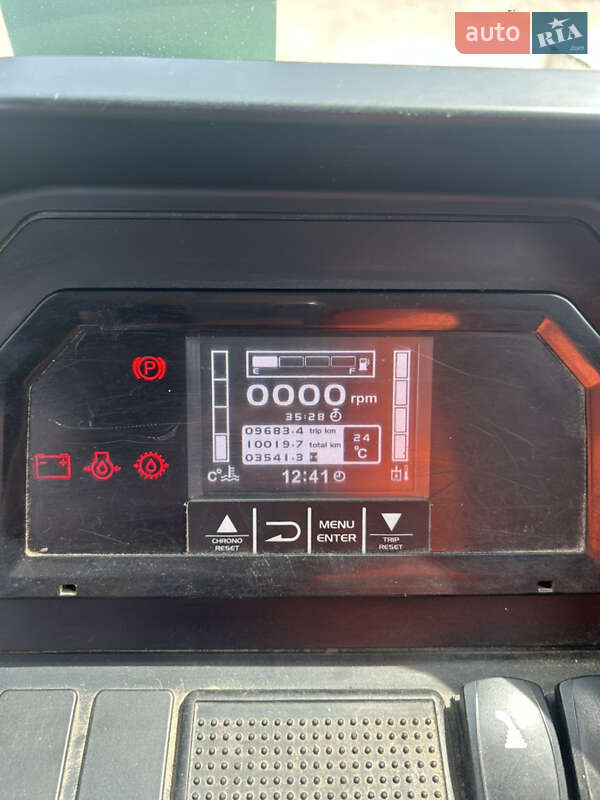 auto RIA
.com
P
E F
0000 rpm
35:28
09683.4 trip km
10019.7 total km
03541.3
24
°C
C° 12:41
CHRONO
RESET
MENU
ENTER
TRIP
RESET